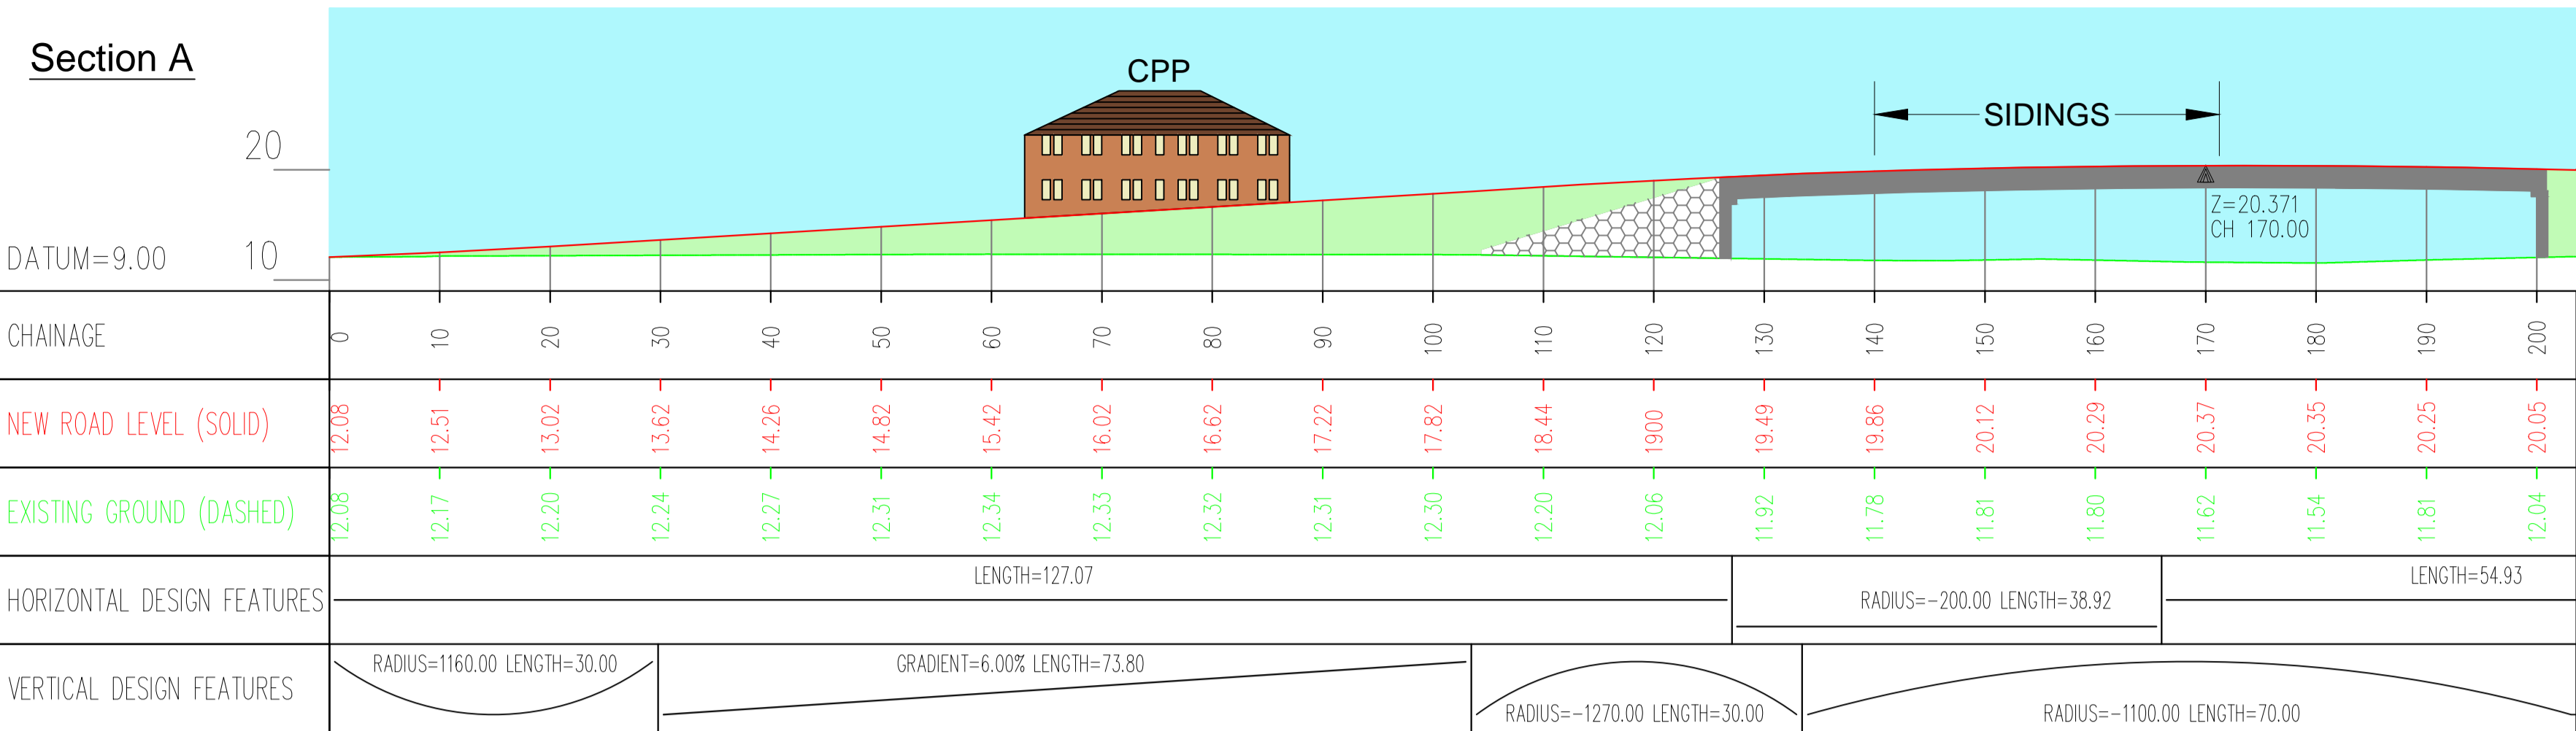 Section A
CPP
SIDINGS
20
Z=20.371
CH 170.00
DATUM=9.00 10
CHAINAGE 0 10 20 30 40 50 60 70 80 90 100 110 120 130 140 150 160 170 180 190 200
NEW ROAD LEVEL (SOLID) 12.08 12.51 13.02 13.62 14.26 14.82 15.42 16.02 16.62 17.22 17.82 18.44 1900 19.49 19.86 20.12 20.29 20.37 20.35 20.25 20.05
EXISTING GROUND (DASHED) 12.08 12.17 12.20 12.24 12.27 12.31 12.34 12.33 12.32 12.31 12.30 12.20 12.06 11.92 11.78 11.81 11.80 11.62 11.54 11.81 12.04
HORIZONTAL DESIGN FEATURES LENGTH=127.07 RADIUS=-200.00 LENGTH=38.92 LENGTH=54.93
VERTICAL DESIGN FEATURES RADIUS=1160.00 LENGTH=30.00 GRADIENT=6.00% LENGTH=73.80 RADIUS=-1270.00 LENGTH=30.00 RADIUS=-1100.00 LENGTH=70.00